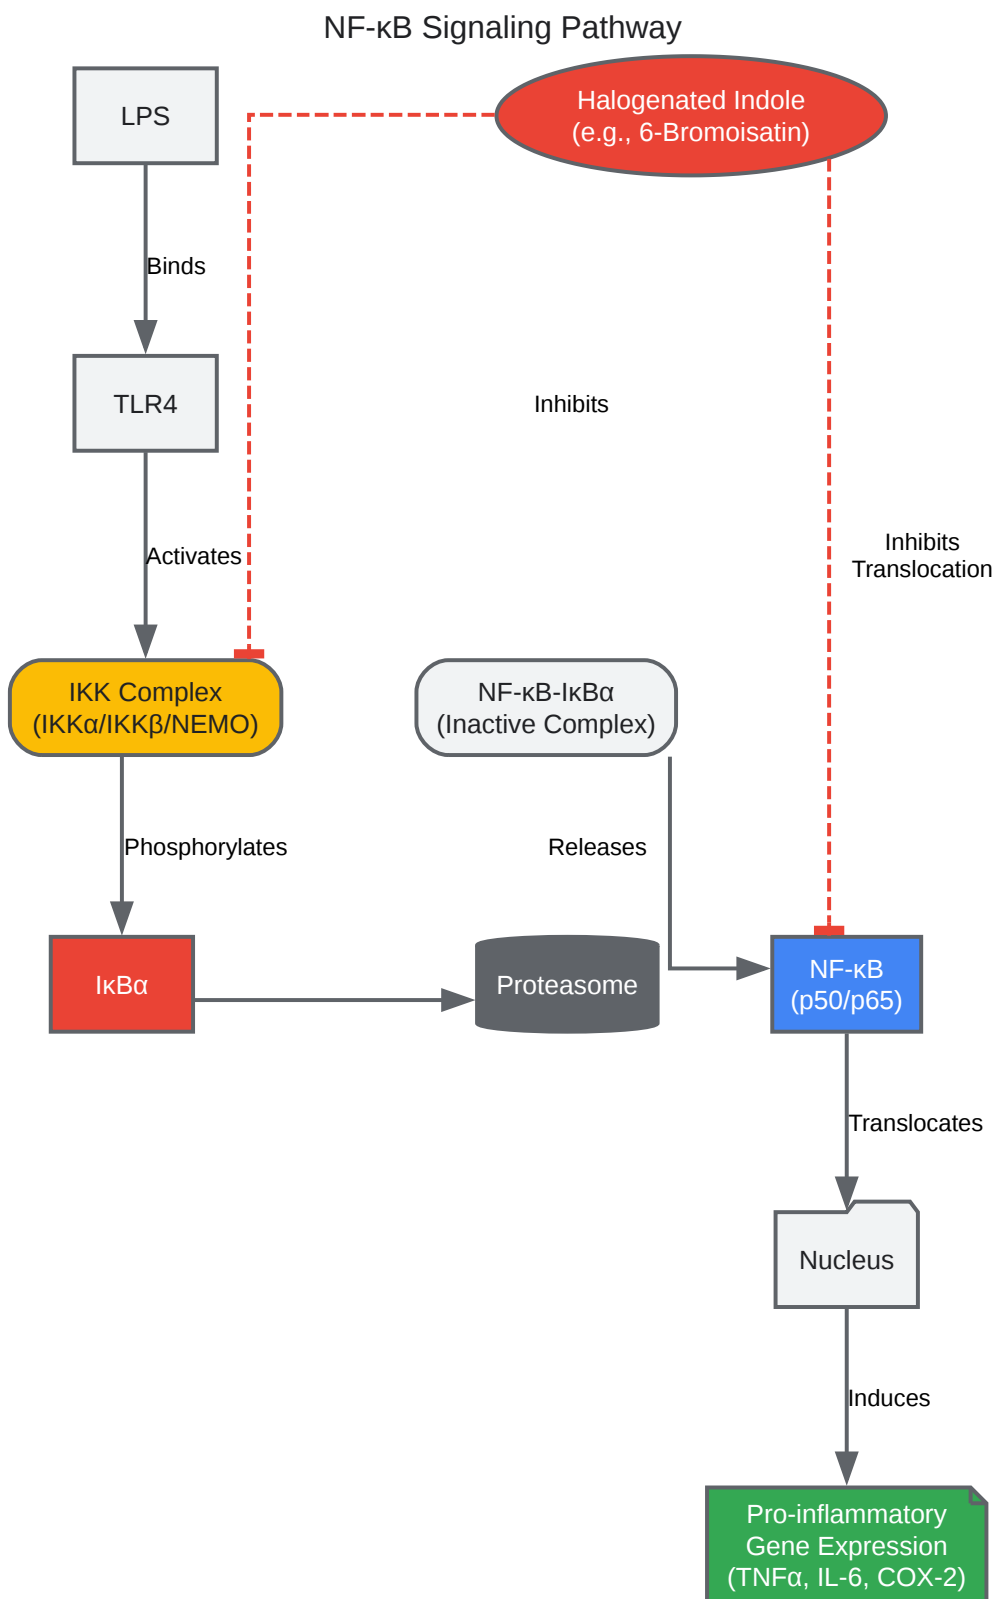 NF-κB Signaling Pathway
LPS
Halogenated Indole
(e.g., 6-Bromoisatin)
Binds
TLR4
Inhibits
Activates
Inhibits
Translocation
IKK Complex
(IKKα/IKKβ/NEMO)
NF-κB-IκBα
(Inactive Complex)
Phosphorylates
Releases
IκBα
Proteasome
NF-κB
(p50/p65)
Translocates
Nucleus
Induces
Pro-inflammatory
Gene Expression
(TNFα, IL-6, COX-2)